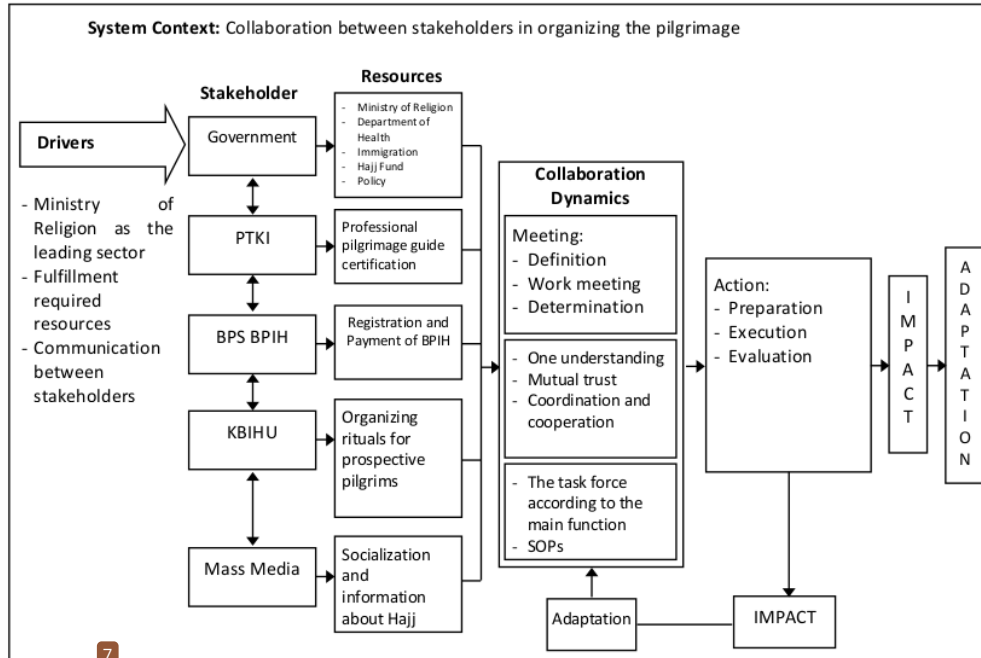 System Context: Collaboration between stakeholders in organizing the pilgrimage
Drivers
- Ministry of
Religion as the
leading sector
- Fulfillment
required
resources
- Communication
between
stakeholders
Stakeholder
Government
PTKI
BPS BPIH
KBIHU
Mass Media
Resources
- Ministry of Religion
- Department of
Health
- Immigration
- Hajj Fund
- Policy
Professional
pilgrimage guide
certification
Registration and
Payment of BPIH
Organizing
rituals for
prospective
pilgrims
Socialization
and
information
about Hajj
Collaboration
Dynamics
Meeting:
- Definition
- Work meeting
- Determination
- One understanding
- Mutual trust
- Coordination and
cooperation
- The task force
according to the
main function
- SOPs
Action:
- Preparation
- Execution
- Evaluation
I
M
P
A
C
T
A
D
A
P
T
A
T
I
O
N
Adaptation
IMPACT
7